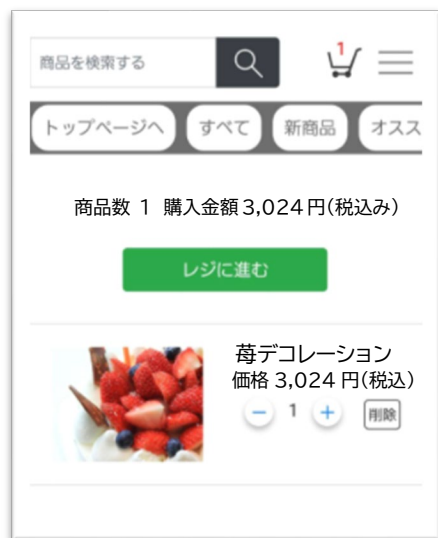 商品を検索する 1
トップページへ すべて 新商品 オスス
商品数 1 購入金額3,024円(税込み)
レジに進む
苺デコレーション
価格 3,024 円(税込)
− 1 + 削除